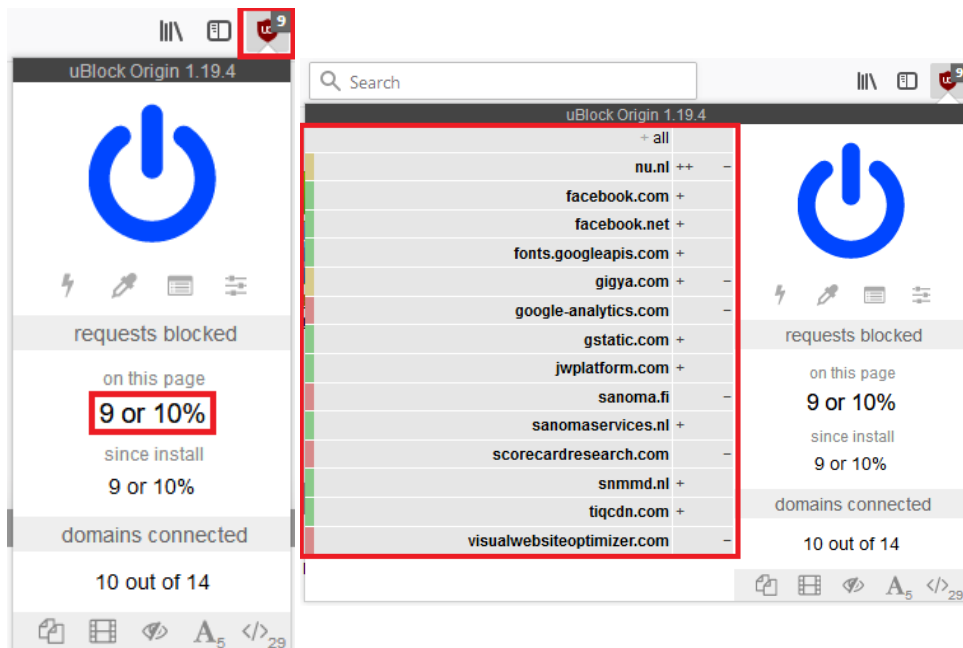 9
uBlock Origin 1.19.4
requests blocked
on this page
9 or 10%
since install
9 or 10%
domains connected
10 out of 14
A5 </>29
Search
9
uBlock Origin 1.19.4
+ all
nu.nl ++ –
facebook.com +
facebook.net +
fonts.googleapis.com +
gigya.com + –
google-analytics.com –
gstatic.com +
jwplatform.com +
sanoma.fi –
sanomaservices.nl +
scorecardresearch.com –
snmmd.nl +
tiqcdn.com +
visualwebsiteoptimizer.com –
requests blocked
on this page
9 or 10%
since install
9 or 10%
domains connected
10 out of 14
A5 </>29